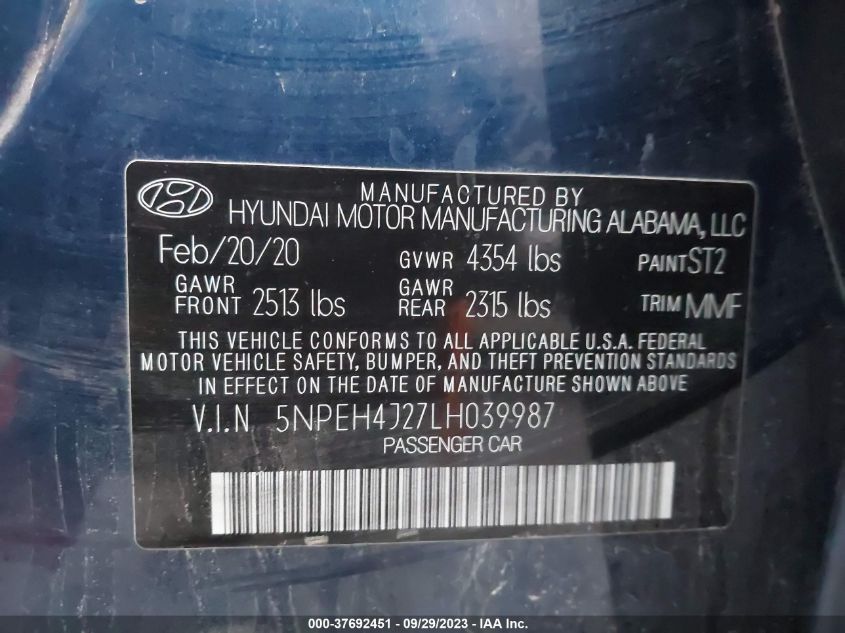 MANUFACTURED BY
HYUNDAI MOTOR MANUFACTURING ALABAMA, LLC
Feb/20/20 GVWR 4354 lbs PAINT ST2
GAWR FRONT 2513 lbs GAWR REAR 2315 lbs TRIM MMF
THIS VEHICLE CONFORMS TO ALL APPLICABLE U.S.A. FEDERAL
MOTOR VEHICLE SAFETY, BUMPER, AND THEFT PREVENTION STANDARDS
IN EFFECT ON THE DATE OF MANUFACTURE SHOWN ABOVE
V.I.N 5NPEH4J27LH039987
PASSENGER CAR
000-37692451 - 09/29/2023 - IAA Inc.